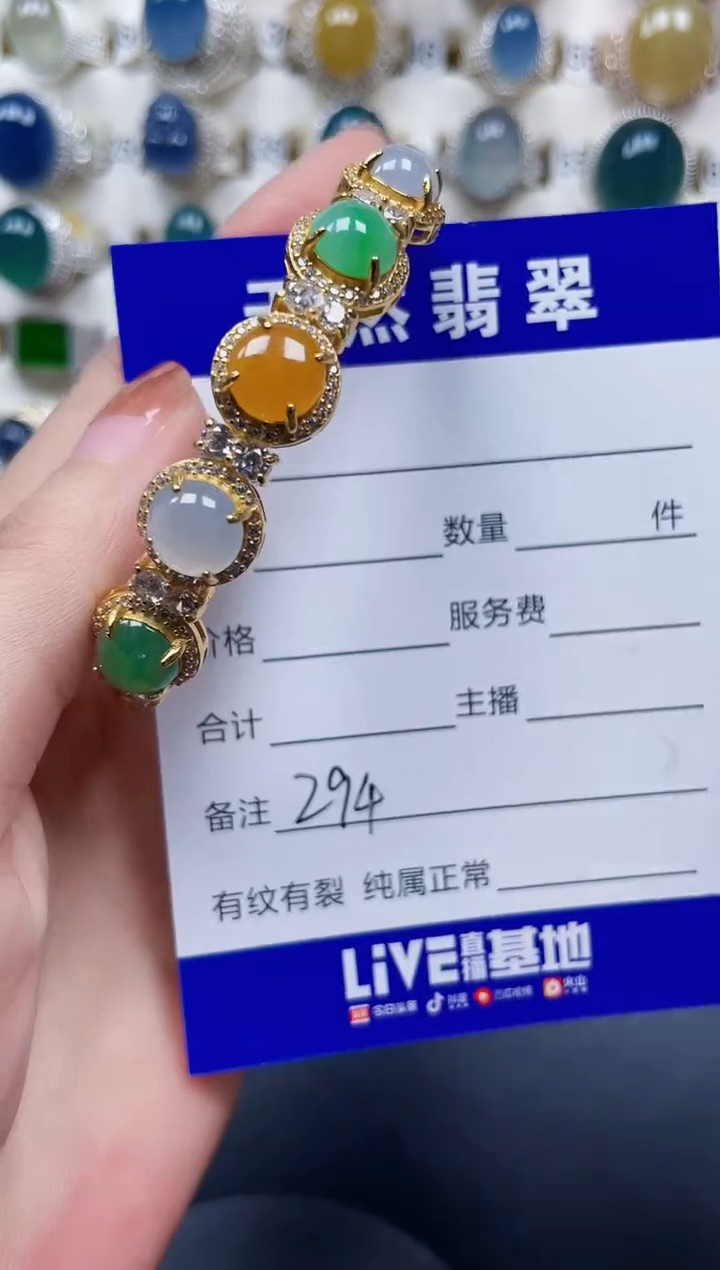 然翡翠
数量 件
价格 服务费
合计 主播
备注 294
有纹有裂 纯属正常
LiVE直播基地
今日头条 抖音 西瓜视频 火山